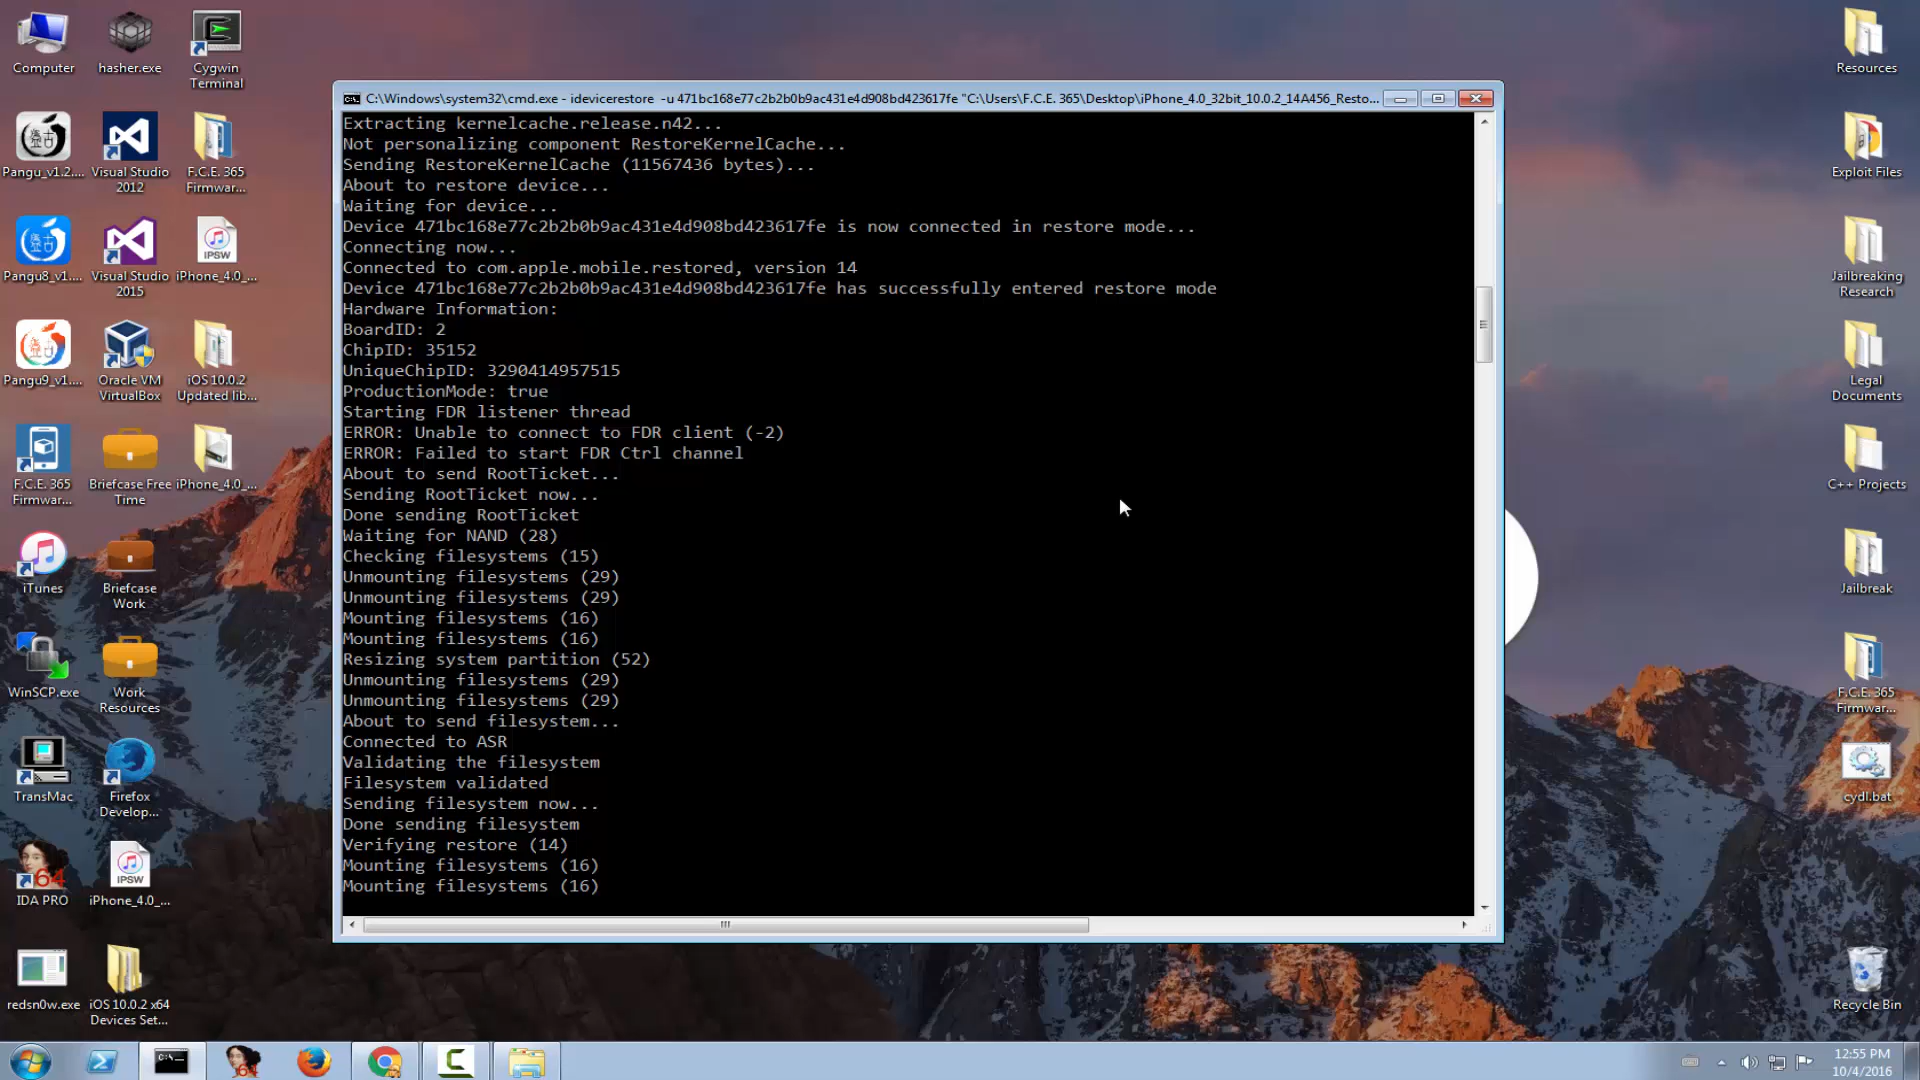 Computer
hasher.exe
Cygwin
Terminal
Pangu_v1.2....
Visual Studio
2012
F.C.E. 365
Firmwar...
Pangu8_v1....
Visual Studio
2015
IPSW
iPhone_4.0_...
Pangu9_v1....
Oracle VM
VirtualBox
iOS 10.0.2
Updated lib...
F.C.E. 365
Firmwar...
Briefcase Free
Time
iPhone_4.0_...
iTunes
Briefcase
Work
WinSCP.exe
Work
Resources
TransMac
Firefox
Develop...
64
IDA PRO
IPSW
iPhone_4.0_...
redsn0w.exe
iOS 10.0.2 x64
Devices Set...
C:\Windows\system32\cmd.exe - idevicerestore -u 471bc168e77c2b2b0b9ac431e4d908bd423617fe "C:\Users\F.C.E. 365\Desktop\iPhone_4.0_32bit_10.0.2_14A456_Resto...
Extracting kernelcache.release.n42...
Not personalizing component RestoreKernelCache...
Sending RestoreKernelCache (11567436 bytes)...
About to restore device...
Waiting for device...
Device 471bc168e77c2b2b0b9ac431e4d908bd423617fe is now connected in restore mode...
Connecting now...
Connected to com.apple.mobile.restored, version 14
Device 471bc168e77c2b2b0b9ac431e4d908bd423617fe has successfully entered restore mode
Hardware Information:
BoardID: 2
ChipID: 35152
UniqueChipID: 3290414957515
ProductionMode: true
Starting FDR listener thread
ERROR: Unable to connect to FDR client (-2)
ERROR: Failed to start FDR Ctrl channel
About to send RootTicket...
Sending RootTicket now...
Done sending RootTicket
Waiting for NAND (28)
Checking filesystems (15)
Unmounting filesystems (29)
Unmounting filesystems (29)
Mounting filesystems (16)
Mounting filesystems (16)
Resizing system partition (52)
Unmounting filesystems (29)
Unmounting filesystems (29)
About to send filesystem...
Connected to ASR
Validating the filesystem
Filesystem validated
Sending filesystem now...
Done sending filesystem
Verifying restore (14)
Mounting filesystems (16)
Mounting filesystems (16)
Resources
Exploit Files
Jailbreaking
Research
Legal
Documents
C++ Projects
Jailbreak
F.C.E. 365
Firmwar...
cydl.bat
Recycle Bin
12:55 PM
10/4/2016